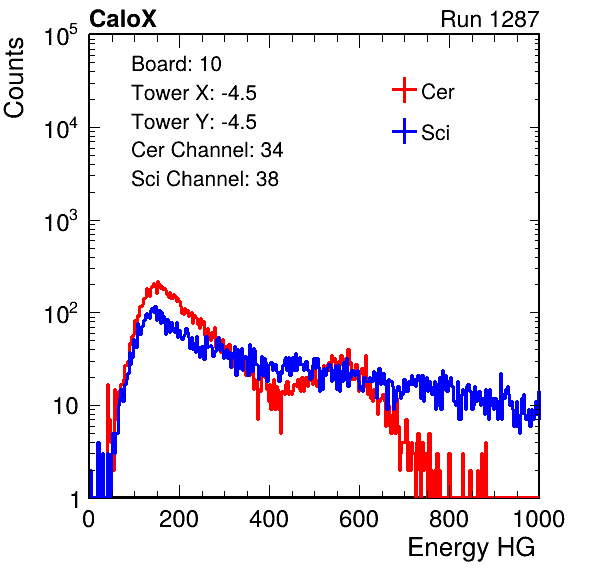 CaloX Run 1287
Counts
Board: 10
Tower X: -4.5
Tower Y: -4.5
Cer Channel: 34
Sci Channel: 38
Cer
Sci
10^5
10^4
10^3
10^2
10
1
0 200 400 600 800 1000
Energy HG